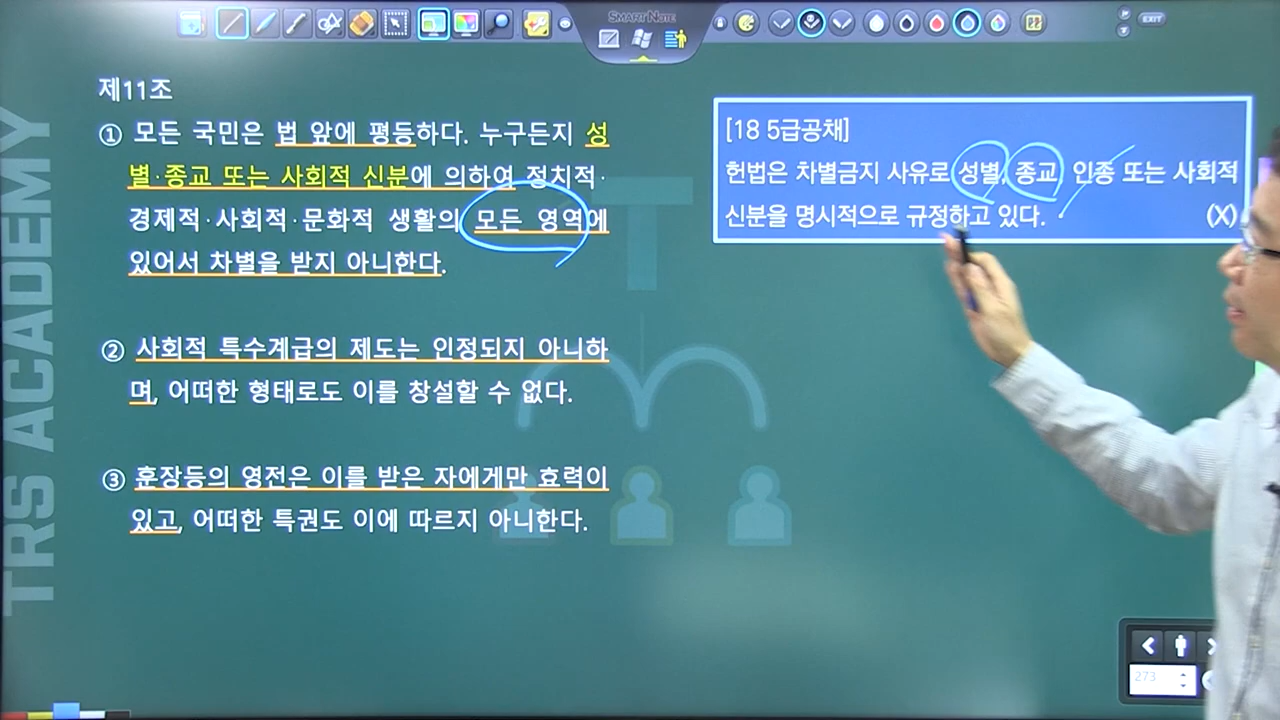 SMART NOTE
EXIT
제11조
① 모든 국민은 법 앞에 평등하다. 누구든지 성
별·종교 또는 사회적 신분에 의하여 정치적·
경제적·사회적·문화적 생활의 모든 영역에
있어서 차별을 받지 아니한다.
② 사회적 특수계급의 제도는 인정되지 아니하
며, 어떠한 형태로도 이를 창설할 수 없다.
③ 훈장등의 영전은 이를 받은 자에게만 효력이
있고, 어떠한 특권도 이에 따르지 아니한다.
[18 5급공채]
헌법은 차별금지 사유로 성별, 종교, 인종 또는 사회적
신분을 명시적으로 규정하고 있다. (X)
TRS ACADEMY
273